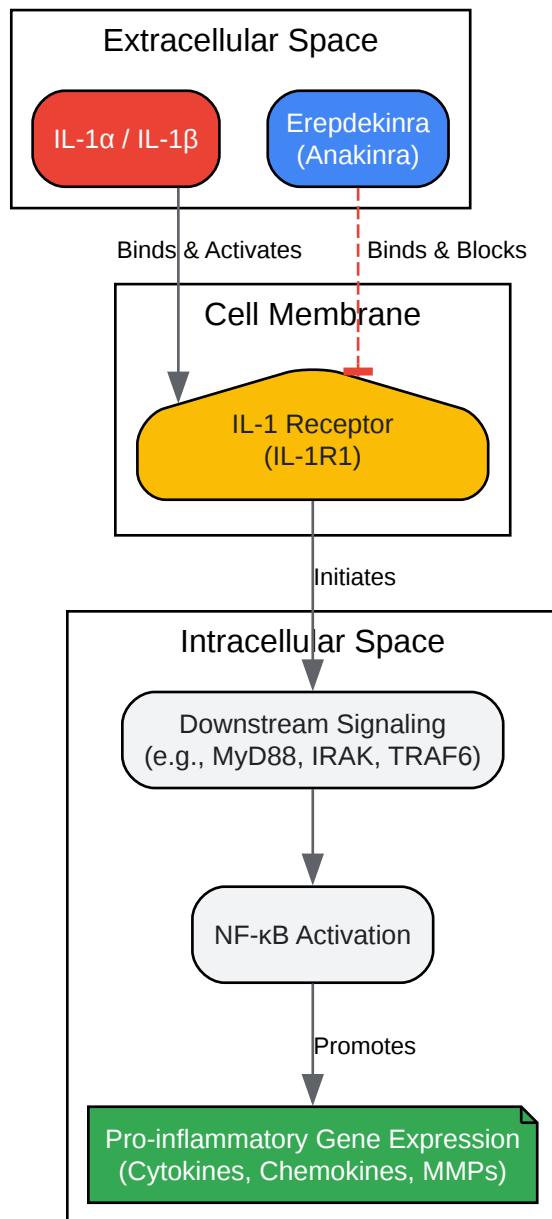 Extracellular Space
IL-1α / IL-1β
Erepdekinra
(Anakinra)
Binds & Activates
Binds & Blocks
Cell Membrane
IL-1 Receptor
(IL-1R1)
Initiates
Intracellular Space
Downstream Signaling
(e.g., MyD88, IRAK, TRAF6)
NF-κB Activation
Promotes
Pro-inflammatory Gene Expression
(Cytokines, Chemokines, MMPs)